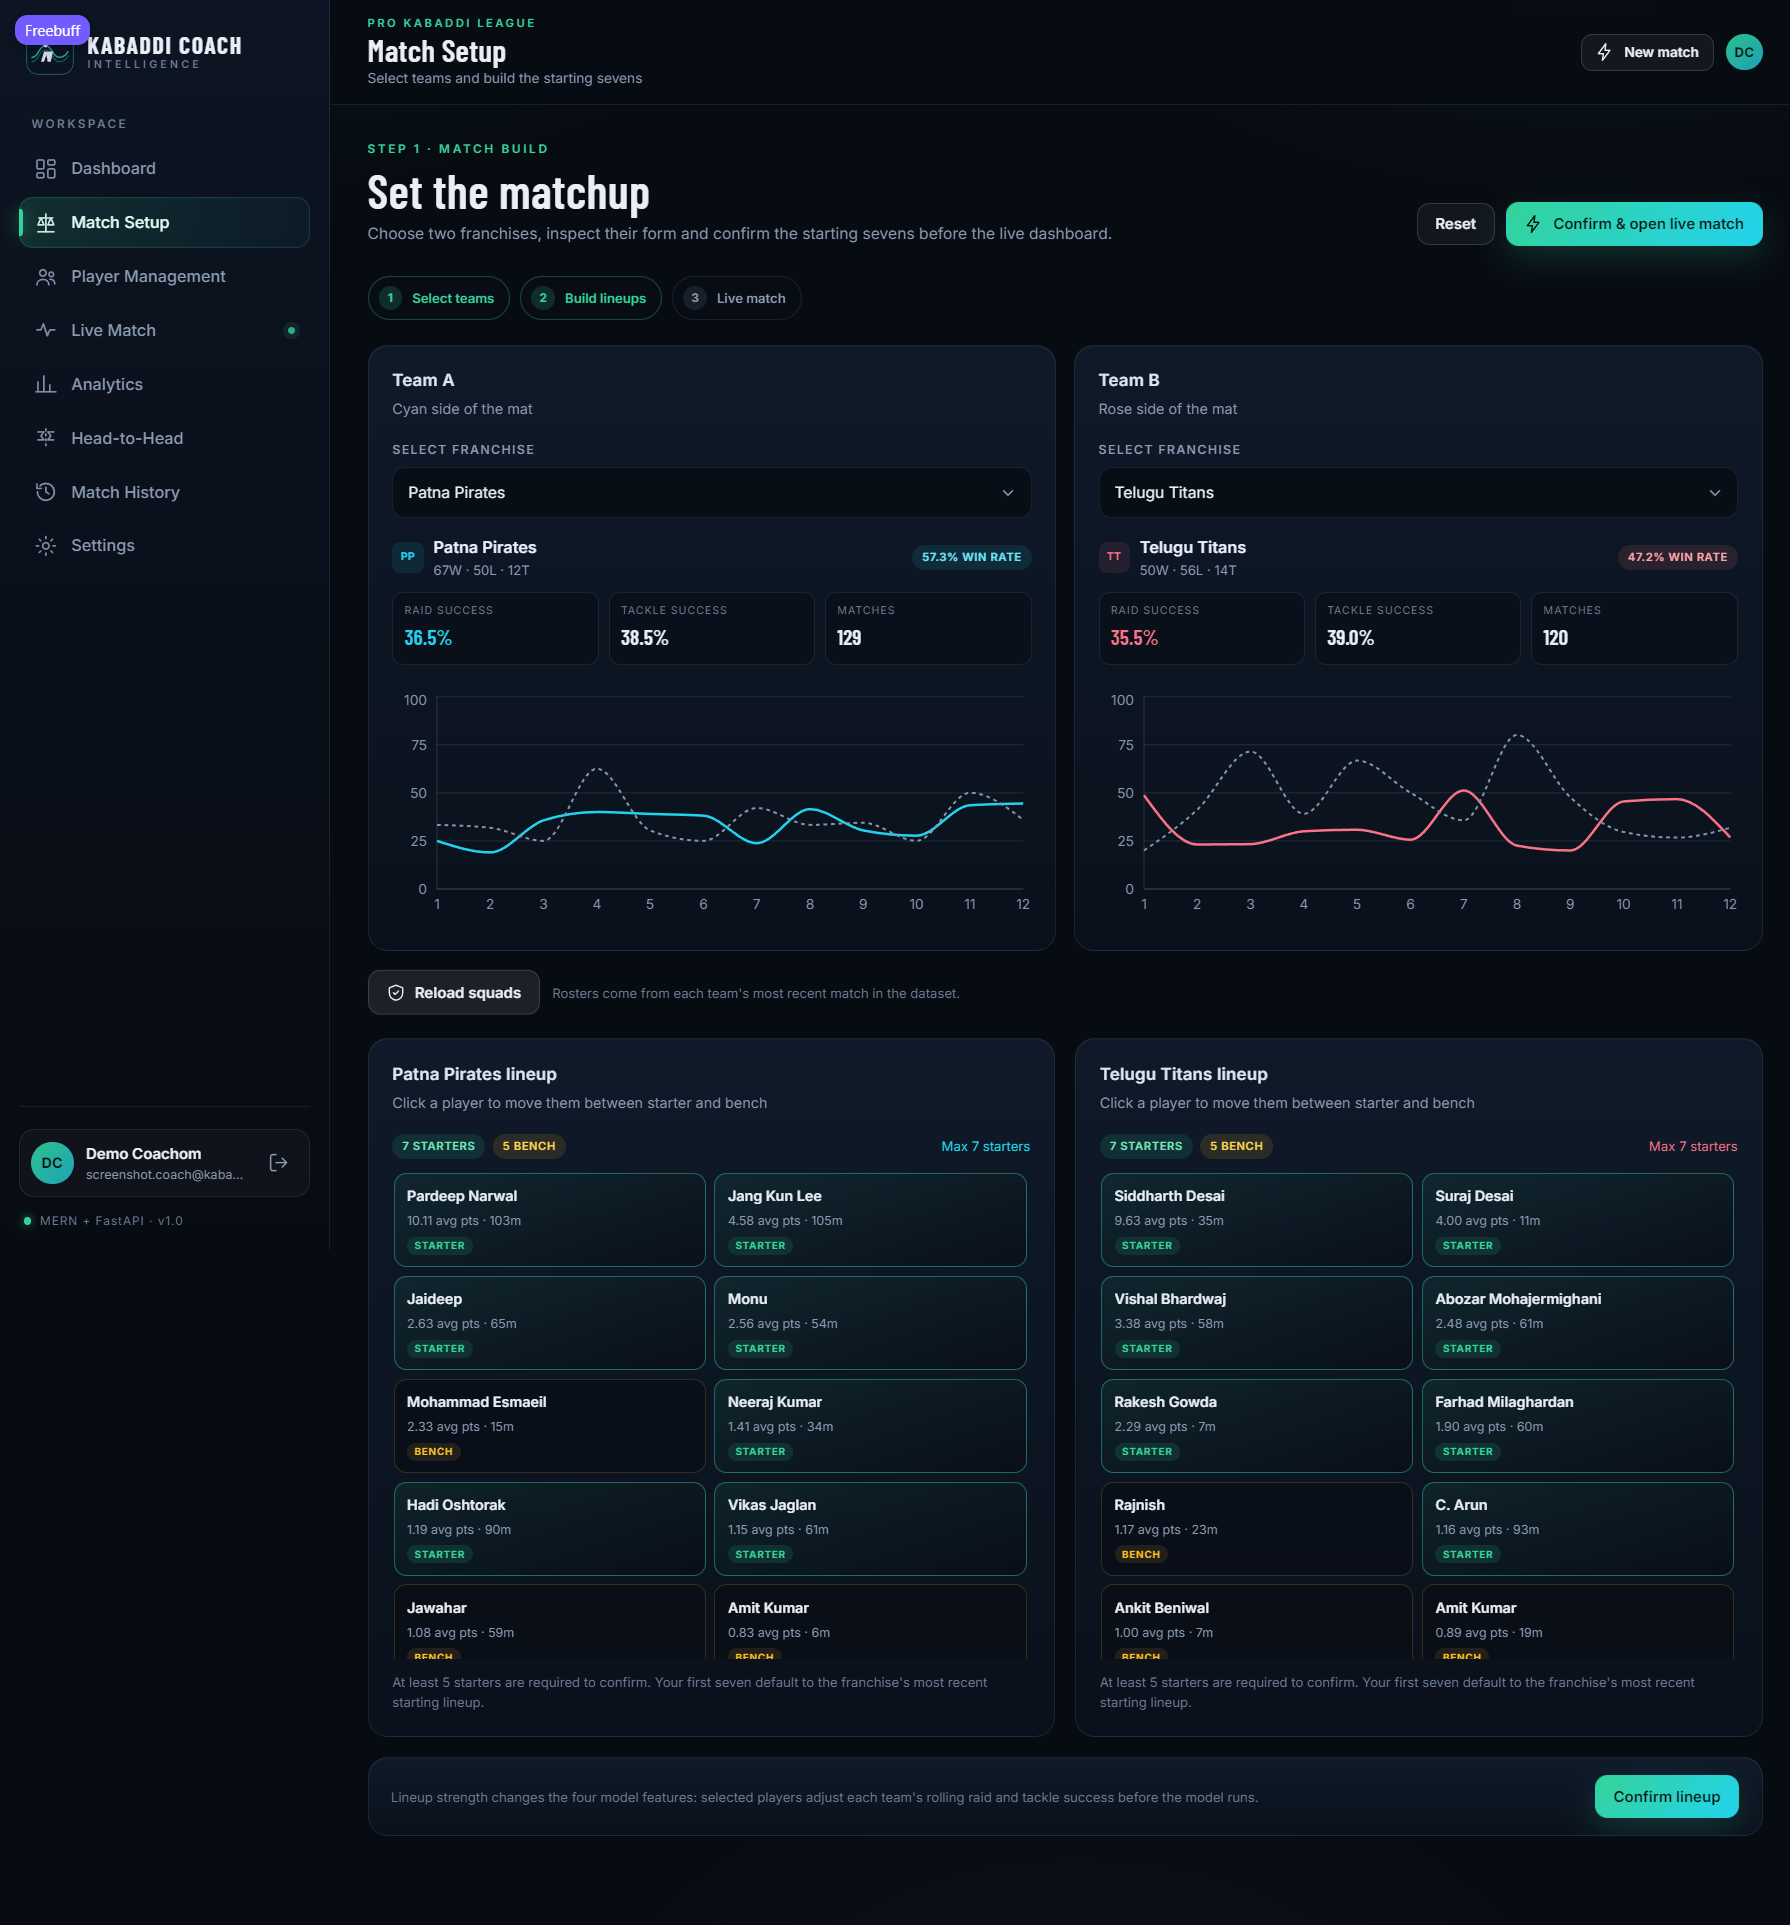 Freebuff
KABADDI COACH
INTELLIGENCE
WORKSPACE
Dashboard
Match Setup
Player Management
Live Match
Analytics
Head-to-Head
Match History
Settings
DC
Demo Coachom
screenshot.coach@kaba...
MERN + FastAPI · v1.0
PRO KABADDI LEAGUE
Match Setup
Select teams and build the starting sevens
New match
DC
STEP 1 · MATCH BUILD
Set the matchup
Choose two franchises, inspect their form and confirm the starting sevens before the live dashboard.
Reset
Confirm & open live match
1 Select teams
2 Build lineups
3 Live match
Team A
Cyan side of the mat
SELECT FRANCHISE
Patna Pirates
PP
Patna Pirates
67W · 50L · 12T
57.3% WIN RATE
RAID SUCCESS
36.5%
TACKLE SUCCESS
38.5%
MATCHES
129
100
75
50
25
0
1 2 3 4 5 6 7 8 9 10 11 12
Team B
Rose side of the mat
SELECT FRANCHISE
Telugu Titans
TT
Telugu Titans
50W · 56L · 14T
47.2% WIN RATE
RAID SUCCESS
35.5%
TACKLE SUCCESS
39.0%
MATCHES
120
100
75
50
25
0
1 2 3 4 5 6 7 8 9 10 11 12
Reload squads
Rosters come from each team's most recent match in the dataset.
Patna Pirates lineup
Click a player to move them between starter and bench
7 STARTERS
5 BENCH
Max 7 starters
Pardeep Narwal
10.11 avg pts · 103m
STARTER
Jang Kun Lee
4.58 avg pts · 105m
STARTER
Jaideep
2.63 avg pts · 65m
STARTER
Monu
2.56 avg pts · 54m
STARTER
Mohammad Esmaeil
2.33 avg pts · 15m
BENCH
Neeraj Kumar
1.41 avg pts · 34m
STARTER
Hadi Oshtorak
1.19 avg pts · 90m
STARTER
Vikas Jaglan
1.15 avg pts · 61m
STARTER
Jawahar
1.08 avg pts · 59m
BENCH
Amit Kumar
0.83 avg pts · 6m
BENCH
At least 5 starters are required to confirm. Your first seven default to the franchise's most recent
starting lineup.
Telugu Titans lineup
Click a player to move them between starter and bench
7 STARTERS
5 BENCH
Max 7 starters
Siddharth Desai
9.63 avg pts · 35m
STARTER
Suraj Desai
4.00 avg pts · 11m
STARTER
Vishal Bhardwaj
3.38 avg pts · 58m
STARTER
Abozar Mohajermighani
2.48 avg pts · 61m
STARTER
Rakesh Gowda
2.29 avg pts · 7m
STARTER
Farhad Milaghardan
1.90 avg pts · 60m
STARTER
Rajnish
1.17 avg pts · 23m
BENCH
C. Arun
1.16 avg pts · 93m
STARTER
Ankit Beniwal
1.00 avg pts · 7m
BENCH
Amit Kumar
0.89 avg pts · 19m
BENCH
At least 5 starters are required to confirm. Your first seven default to the franchise's most recent
starting lineup.
Lineup strength changes the four model features: selected players adjust each team's rolling raid and tackle success before the model runs.
Confirm lineup